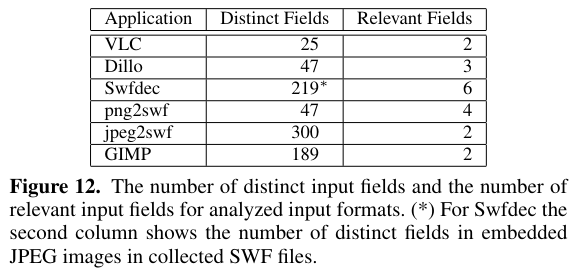 Application Distinct Fields Relevant Fields
VLC 25 2
Dillo 47 3
Swfdec 219* 6
png2swf 47 4
jpeg2swf 300 2
GIMP 189 2
Figure 12. The number of distinct input fields and the number of
relevant input fields for analyzed input formats. (*) For Swfdec the
second column shows the number of distinct fields in embedded
JPEG images in collected SWF files.